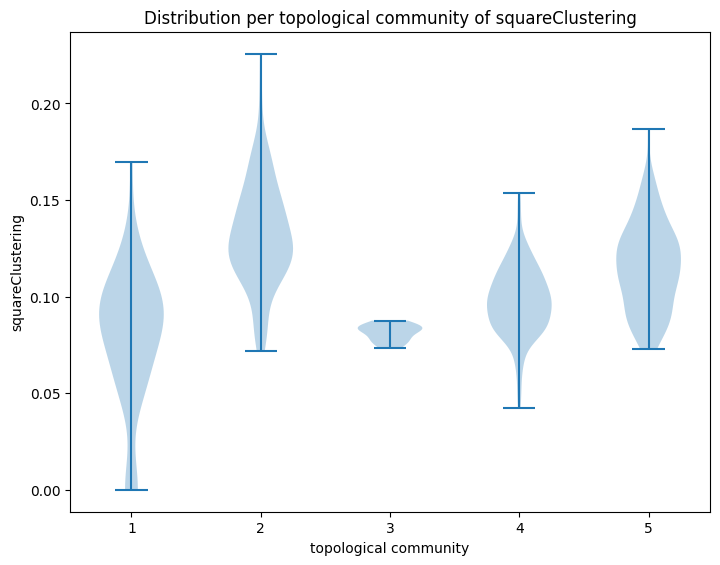 Distribution per topological community of squareClustering
squareClustering
0.20
0.15
0.10
0.05
0.00
1 2 3 4 5
topological community